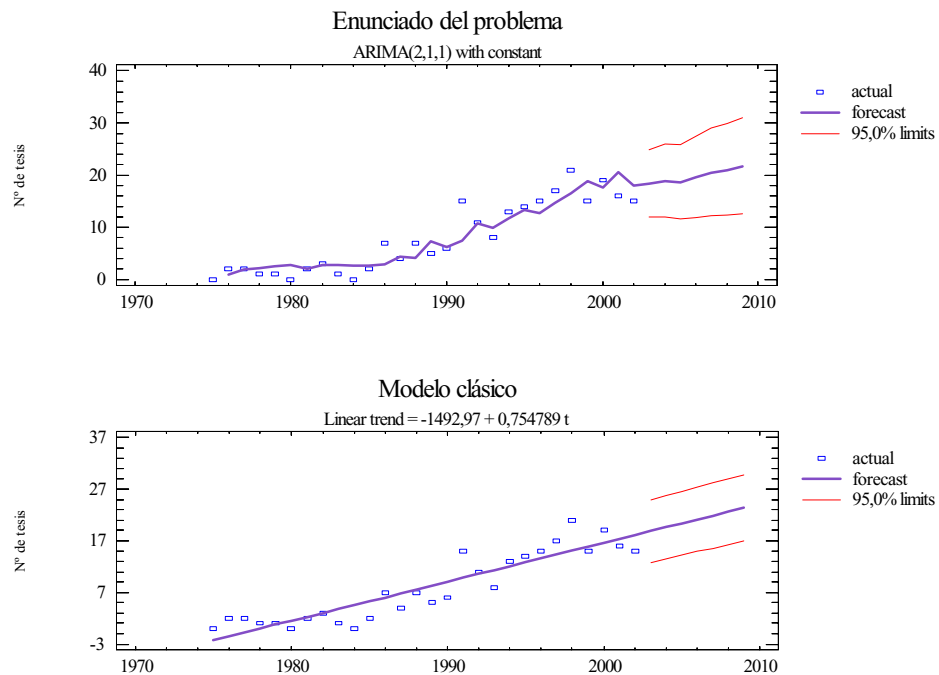 Enunciado del problema
ARIMA(2,1,1) with constant
Nº de tesis
40
30
20
10
0
1970 1980 1990 2000 2010
actual
forecast
95,0% limits
Modelo clásico
Linear trend = -1492,97 + 0,754789 t
Nº de tesis
37
27
17
7
-3
1970 1980 1990 2000 2010
actual
forecast
95,0% limits